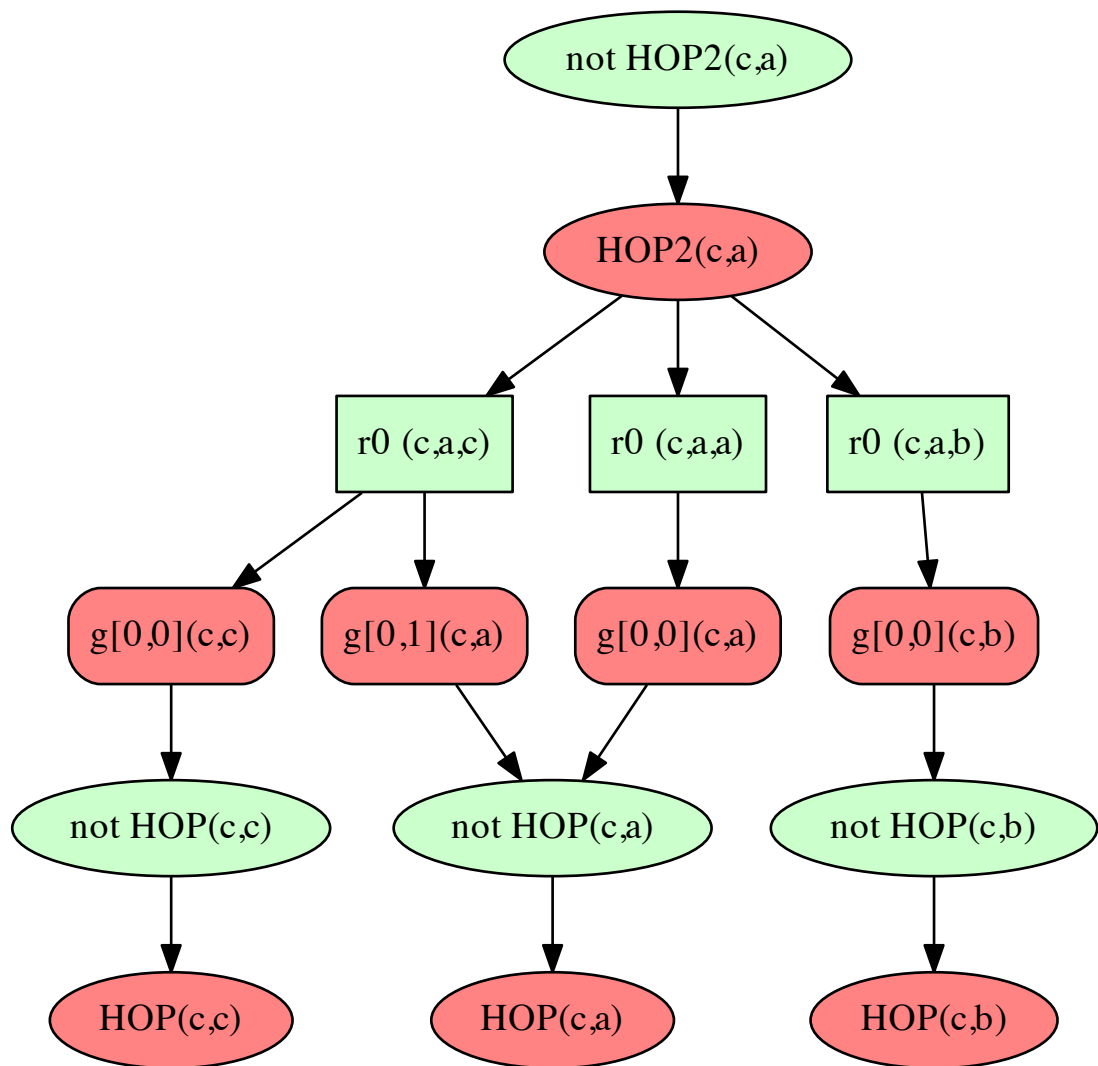 not HOP2(c,a)
HOP2(c,a)
r0 (c,a,c)
r0 (c,a,a)
r0 (c,a,b)
g[0,0](c,c)
g[0,1](c,a)
g[0,0](c,a)
g[0,0](c,b)
not HOP(c,c)
not HOP(c,a)
not HOP(c,b)
HOP(c,c)
HOP(c,a)
HOP(c,b)